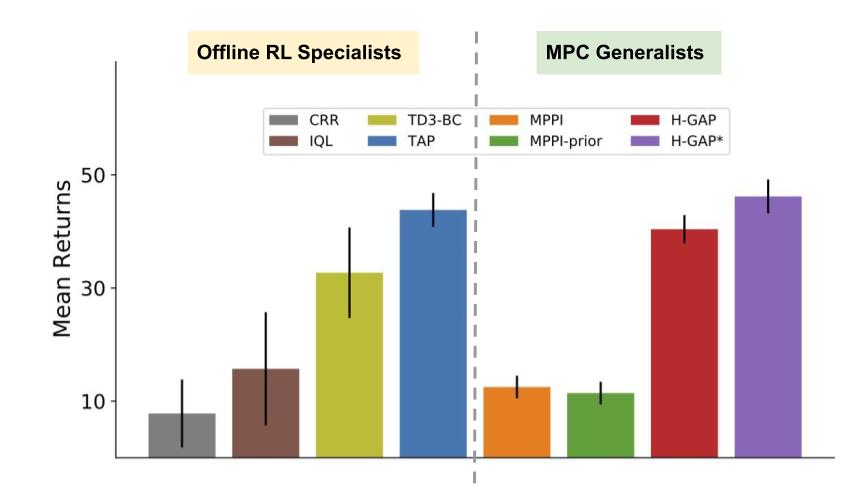 Offline RL Specialists
MPC Generalists
CRR TD3-BC MPPI H-GAP
IQL TAP MPPI-prior H-GAP*
Mean Returns
50
30
10